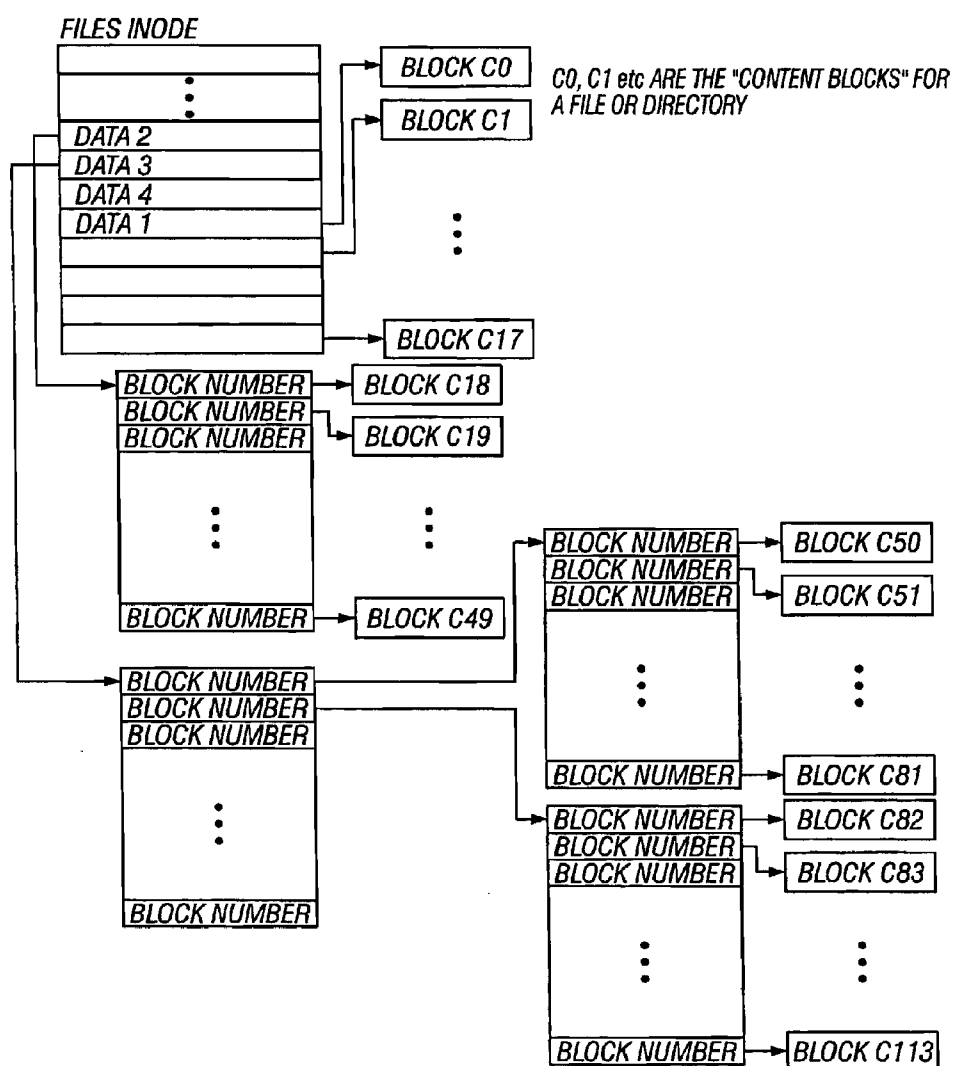 FILES INODE
BLOCK C0
C0, C1 etc ARE THE "CONTENT BLOCKS" FOR
A FILE OR DIRECTORY
BLOCK C1
DATA 2
DATA 3
DATA 4
DATA 1
BLOCK C17
BLOCK NUMBER
BLOCK C18
BLOCK NUMBER
BLOCK C19
BLOCK NUMBER
BLOCK NUMBER
BLOCK C49
BLOCK NUMBER
BLOCK C50
BLOCK NUMBER
BLOCK C51
BLOCK NUMBER
BLOCK NUMBER
BLOCK C81
BLOCK NUMBER
BLOCK NUMBER
BLOCK NUMBER
BLOCK NUMBER
BLOCK NUMBER
BLOCK C82
BLOCK NUMBER
BLOCK C83
BLOCK NUMBER
BLOCK NUMBER
BLOCK C113